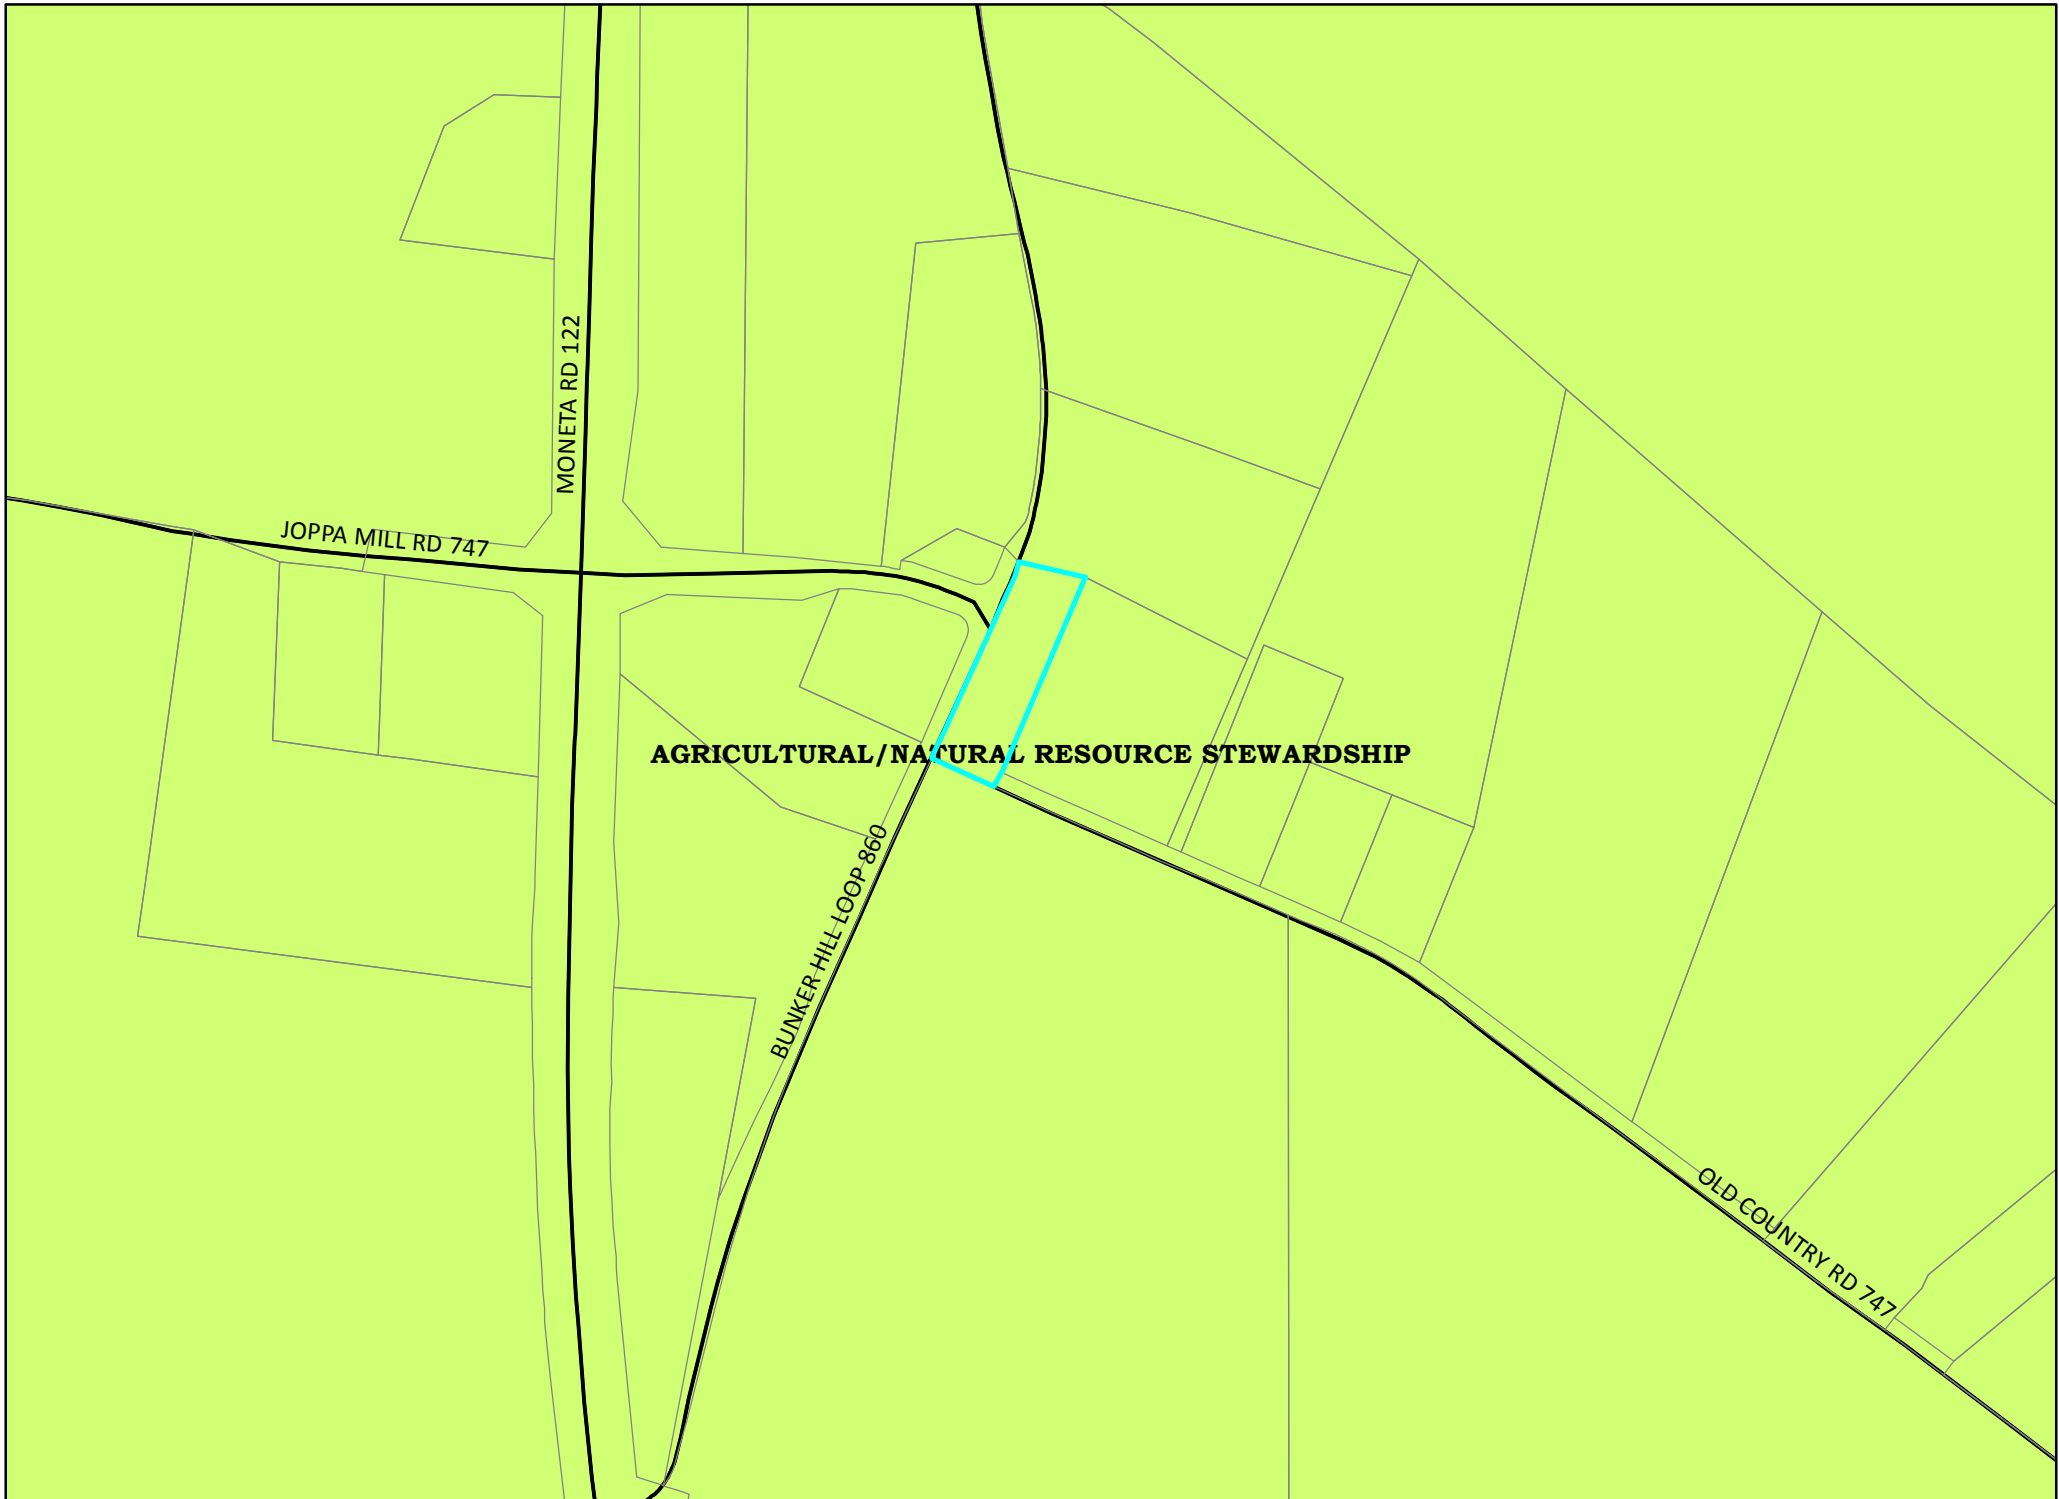 MONETA RD 122
JOPPA MILL RD 747
AGRICULTURAL/NATURAL RESOURCE STEWARDSHIP
BUNKER HILL LOOP 860
OLD COUNTRY RD 747